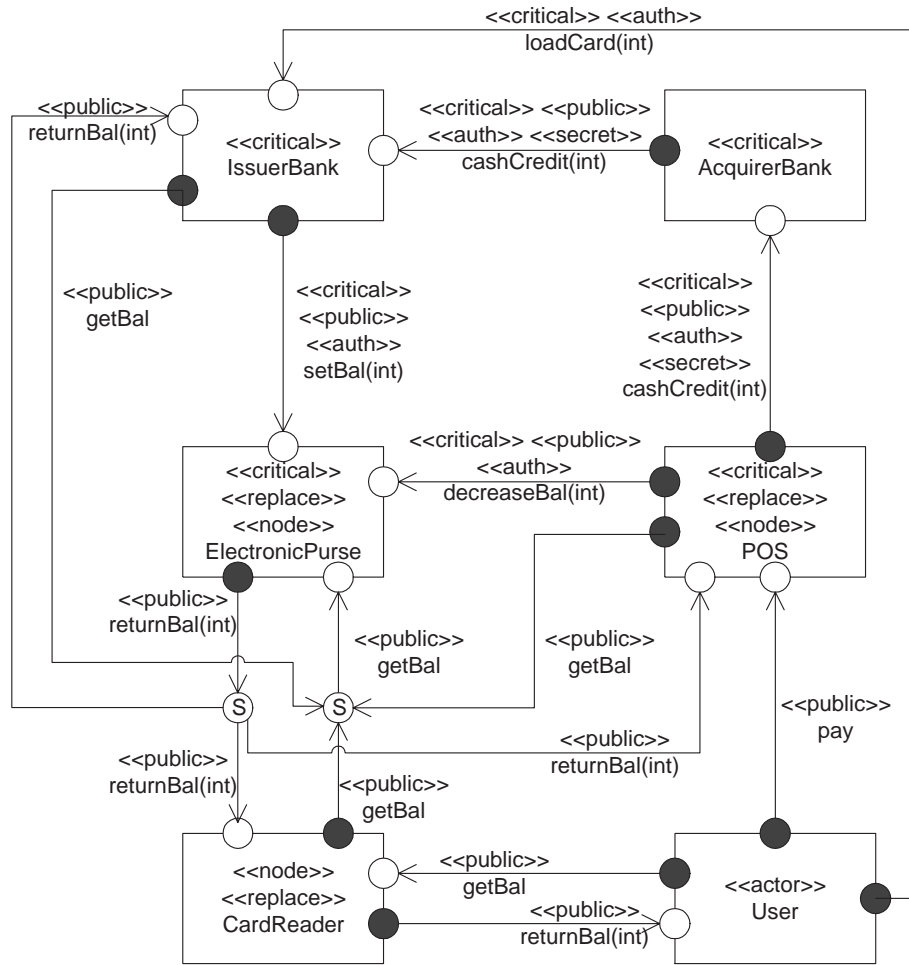 <<critical>> <<auth>>
loadCard(int)
<<public>>
returnBal(int)
<<critical>>
IssuerBank
<<critical>> <<public>>
<<auth>> <<secret>>
cashCredit(int)
<<critical>>
AcquirerBank
<<public>>
getBal
<<critical>>
<<public>>
<<auth>>
setBal(int)
<<critical>>
<<public>>
<<auth>>
<<secret>>
cashCredit(int)
<<critical>>
<<replace>>
<<node>>
ElectronicPurse
<<critical>> <<public>>
<<auth>>
decreaseBal(int)
<<critical>>
<<replace>>
<<node>>
POS
<<public>>
returnBal(int)
<<public>>
getBal
<<public>>
getBal
<<public>>
pay
S
S
<<public>>
returnBal(int)
<<public>>
getBal
<<public>>
returnBal(int)
<<node>>
<<replace>>
CardReader
<<public>>
getBal
<<public>>
returnBal(int)
<<actor>>
User